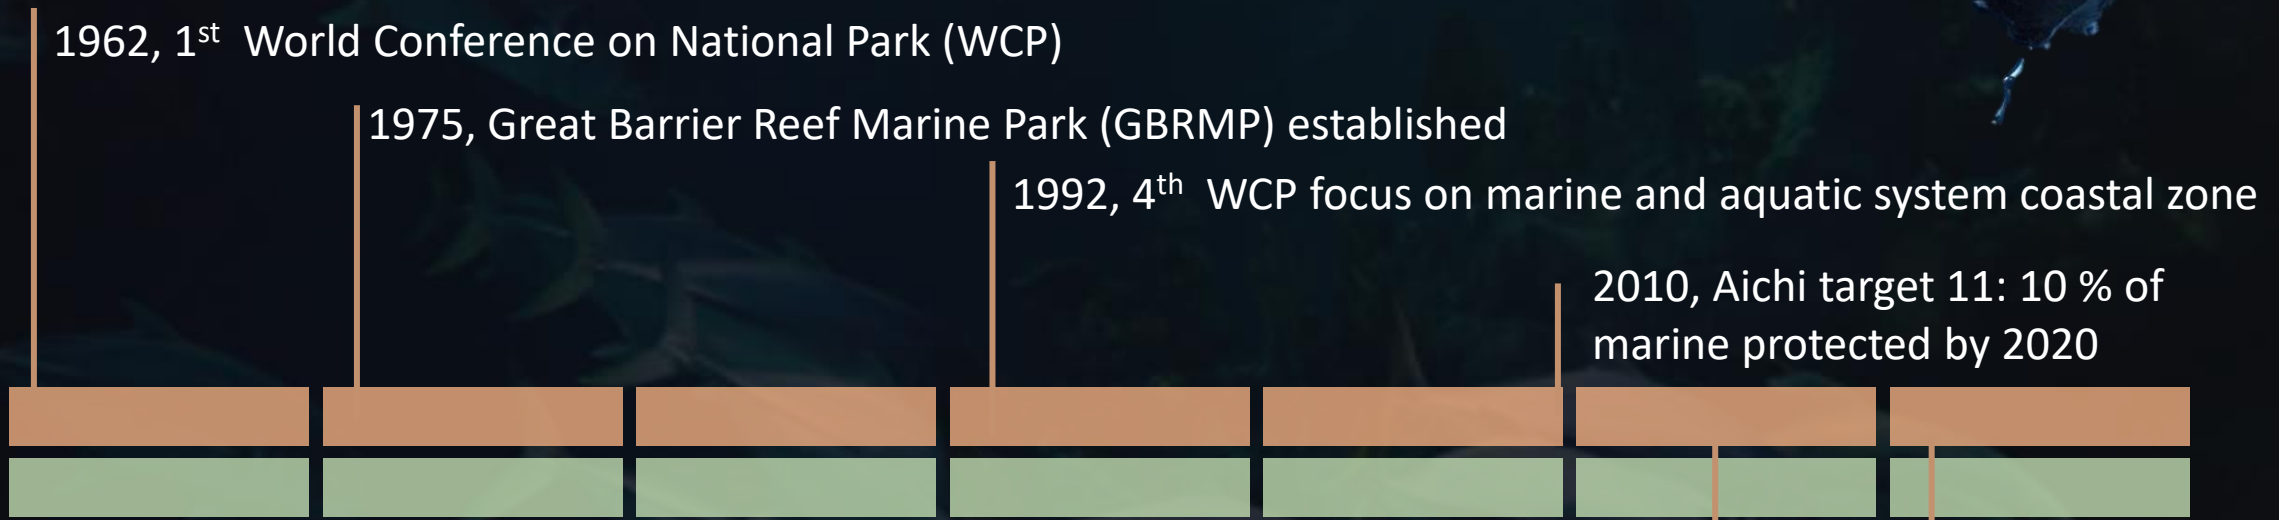 1962, 1st World Conference on National Park (WCP)
1975, Great Barrier Reef Marine Park (GBRMP) established
1992, 4th WCP focus on marine and aquatic system coastal zone
2010, Aichi target 11: 10 % of
marine protected by 2020